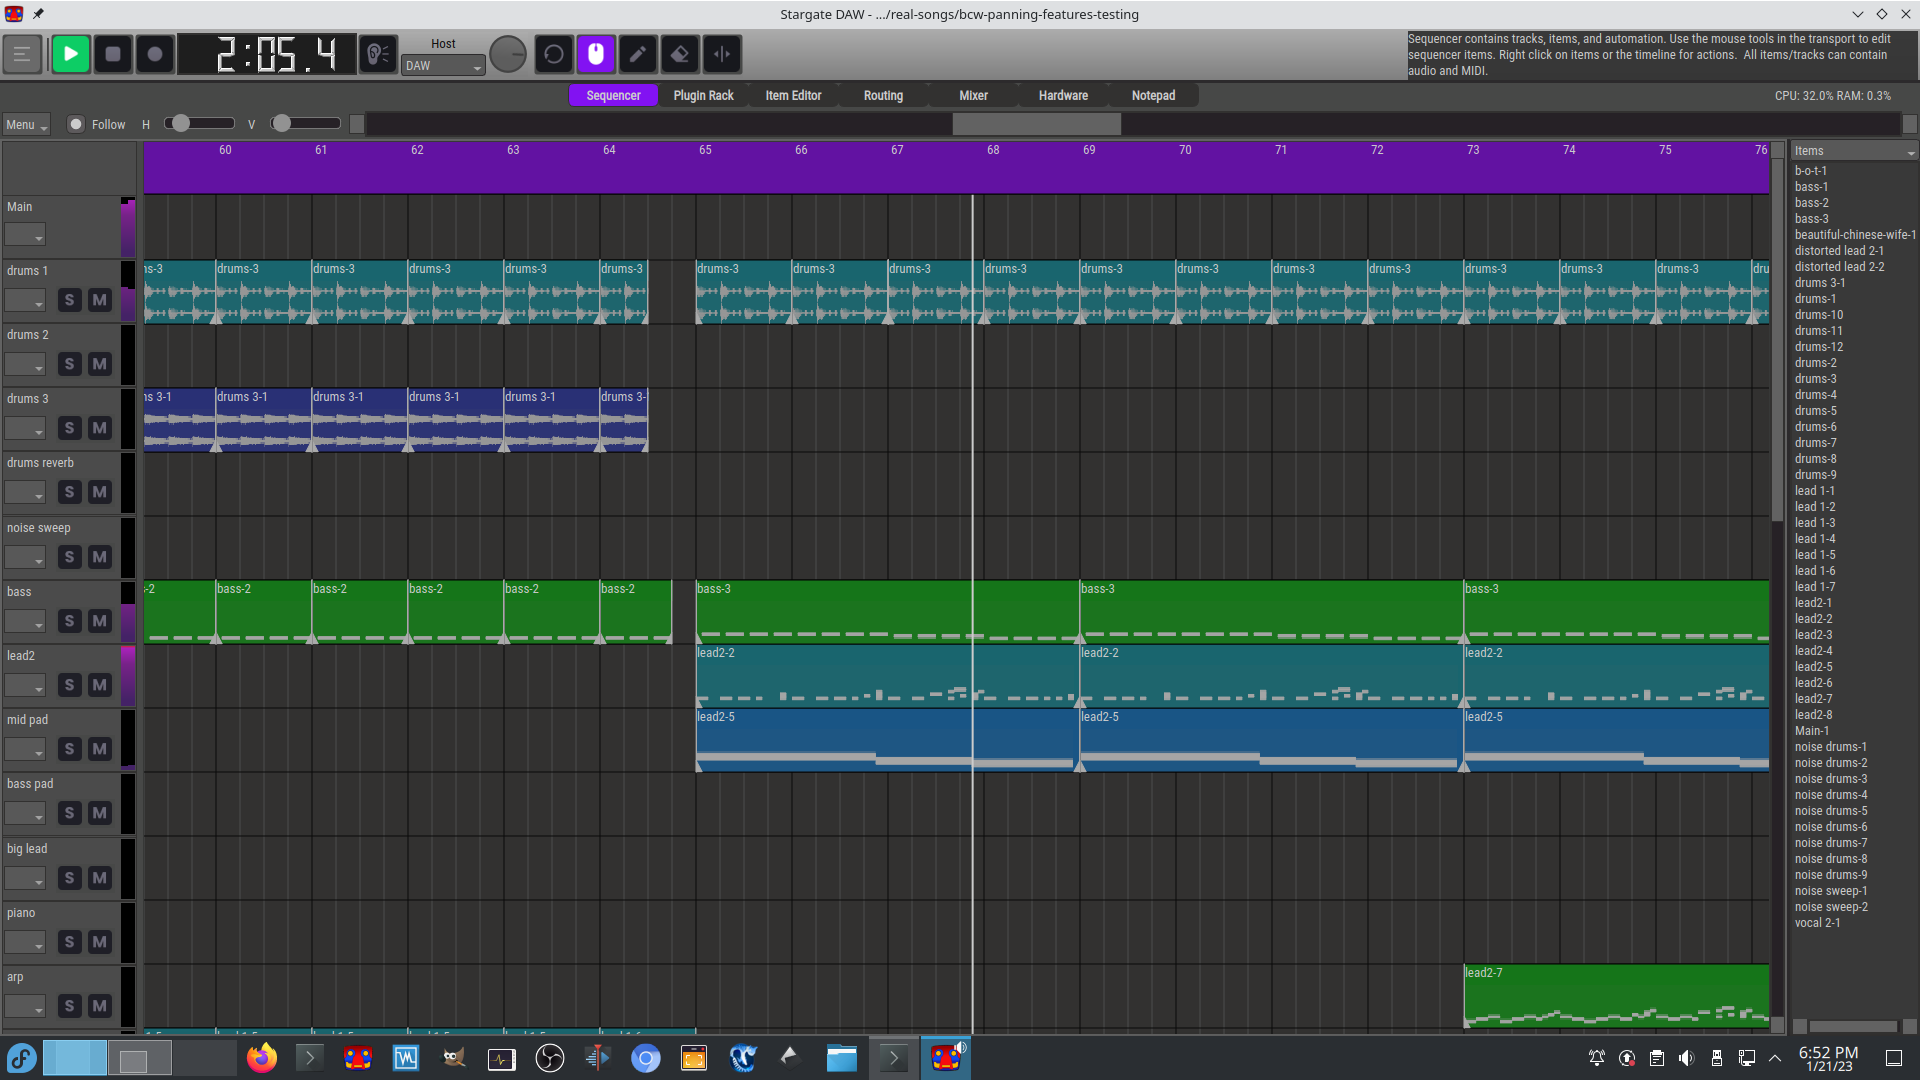 Stargate DAW - .../real-songs/bcw-panning-features-testing
2:05.4
Host
DAW
Sequencer contains tracks, items, and automation. Use the mouse tools in the transport to edit
sequencer items. Right click on items or the timeline for actions.  All items/tracks can contain
audio and MIDI.
Sequencer
Plugin Rack
Item Editor
Routing
Mixer
Hardware
Notepad
CPU: 32.0% RAM: 0.3%
Menu
Follow
H
V
60 61 62 63 64 65 66 67 68 69 70 71 72 73 74 75 76
Main
drums 1
S M
ns-3 drums-3 drums-3 drums-3 drums-3 drums-3 drums-3 drums-3 drums-3 drums-3 drums-3 drums-3 drums-3 drums-3 drums-3 drums-3 drums-3 dru
drums 2
S M
drums 3
S M
ns 3-1 drums 3-1 drums 3-1 drums 3-1 drums 3-1 drums 3-
drums reverb
S M
noise sweep
S M
bass
S M
-2 bass-2 bass-2 bass-2 bass-2 bass-2 bass-3 bass-3 bass-3
lead2
S M
lead2-2 lead2-2 lead2-2
mid pad
S M
lead2-5 lead2-5 lead2-5
bass pad
S M
big lead
S M
piano
S M
arp
S M
lead2-7
Items
b-o-t-1
bass-1
bass-2
bass-3
beautiful-chinese-wife-1
distorted lead 2-1
distorted lead 2-2
drums 3-1
drums-1
drums-10
drums-11
drums-12
drums-2
drums-3
drums-4
drums-5
drums-6
drums-7
drums-8
drums-9
lead 1-1
lead 1-2
lead 1-3
lead 1-4
lead 1-5
lead 1-6
lead 1-7
lead2-1
lead2-2
lead2-3
lead2-4
lead2-5
lead2-6
lead2-7
lead2-8
Main-1
noise drums-1
noise drums-2
noise drums-3
noise drums-4
noise drums-5
noise drums-6
noise drums-7
noise drums-8
noise drums-9
noise sweep-1
noise sweep-2
vocal 2-1
6:52 PM
1/21/23